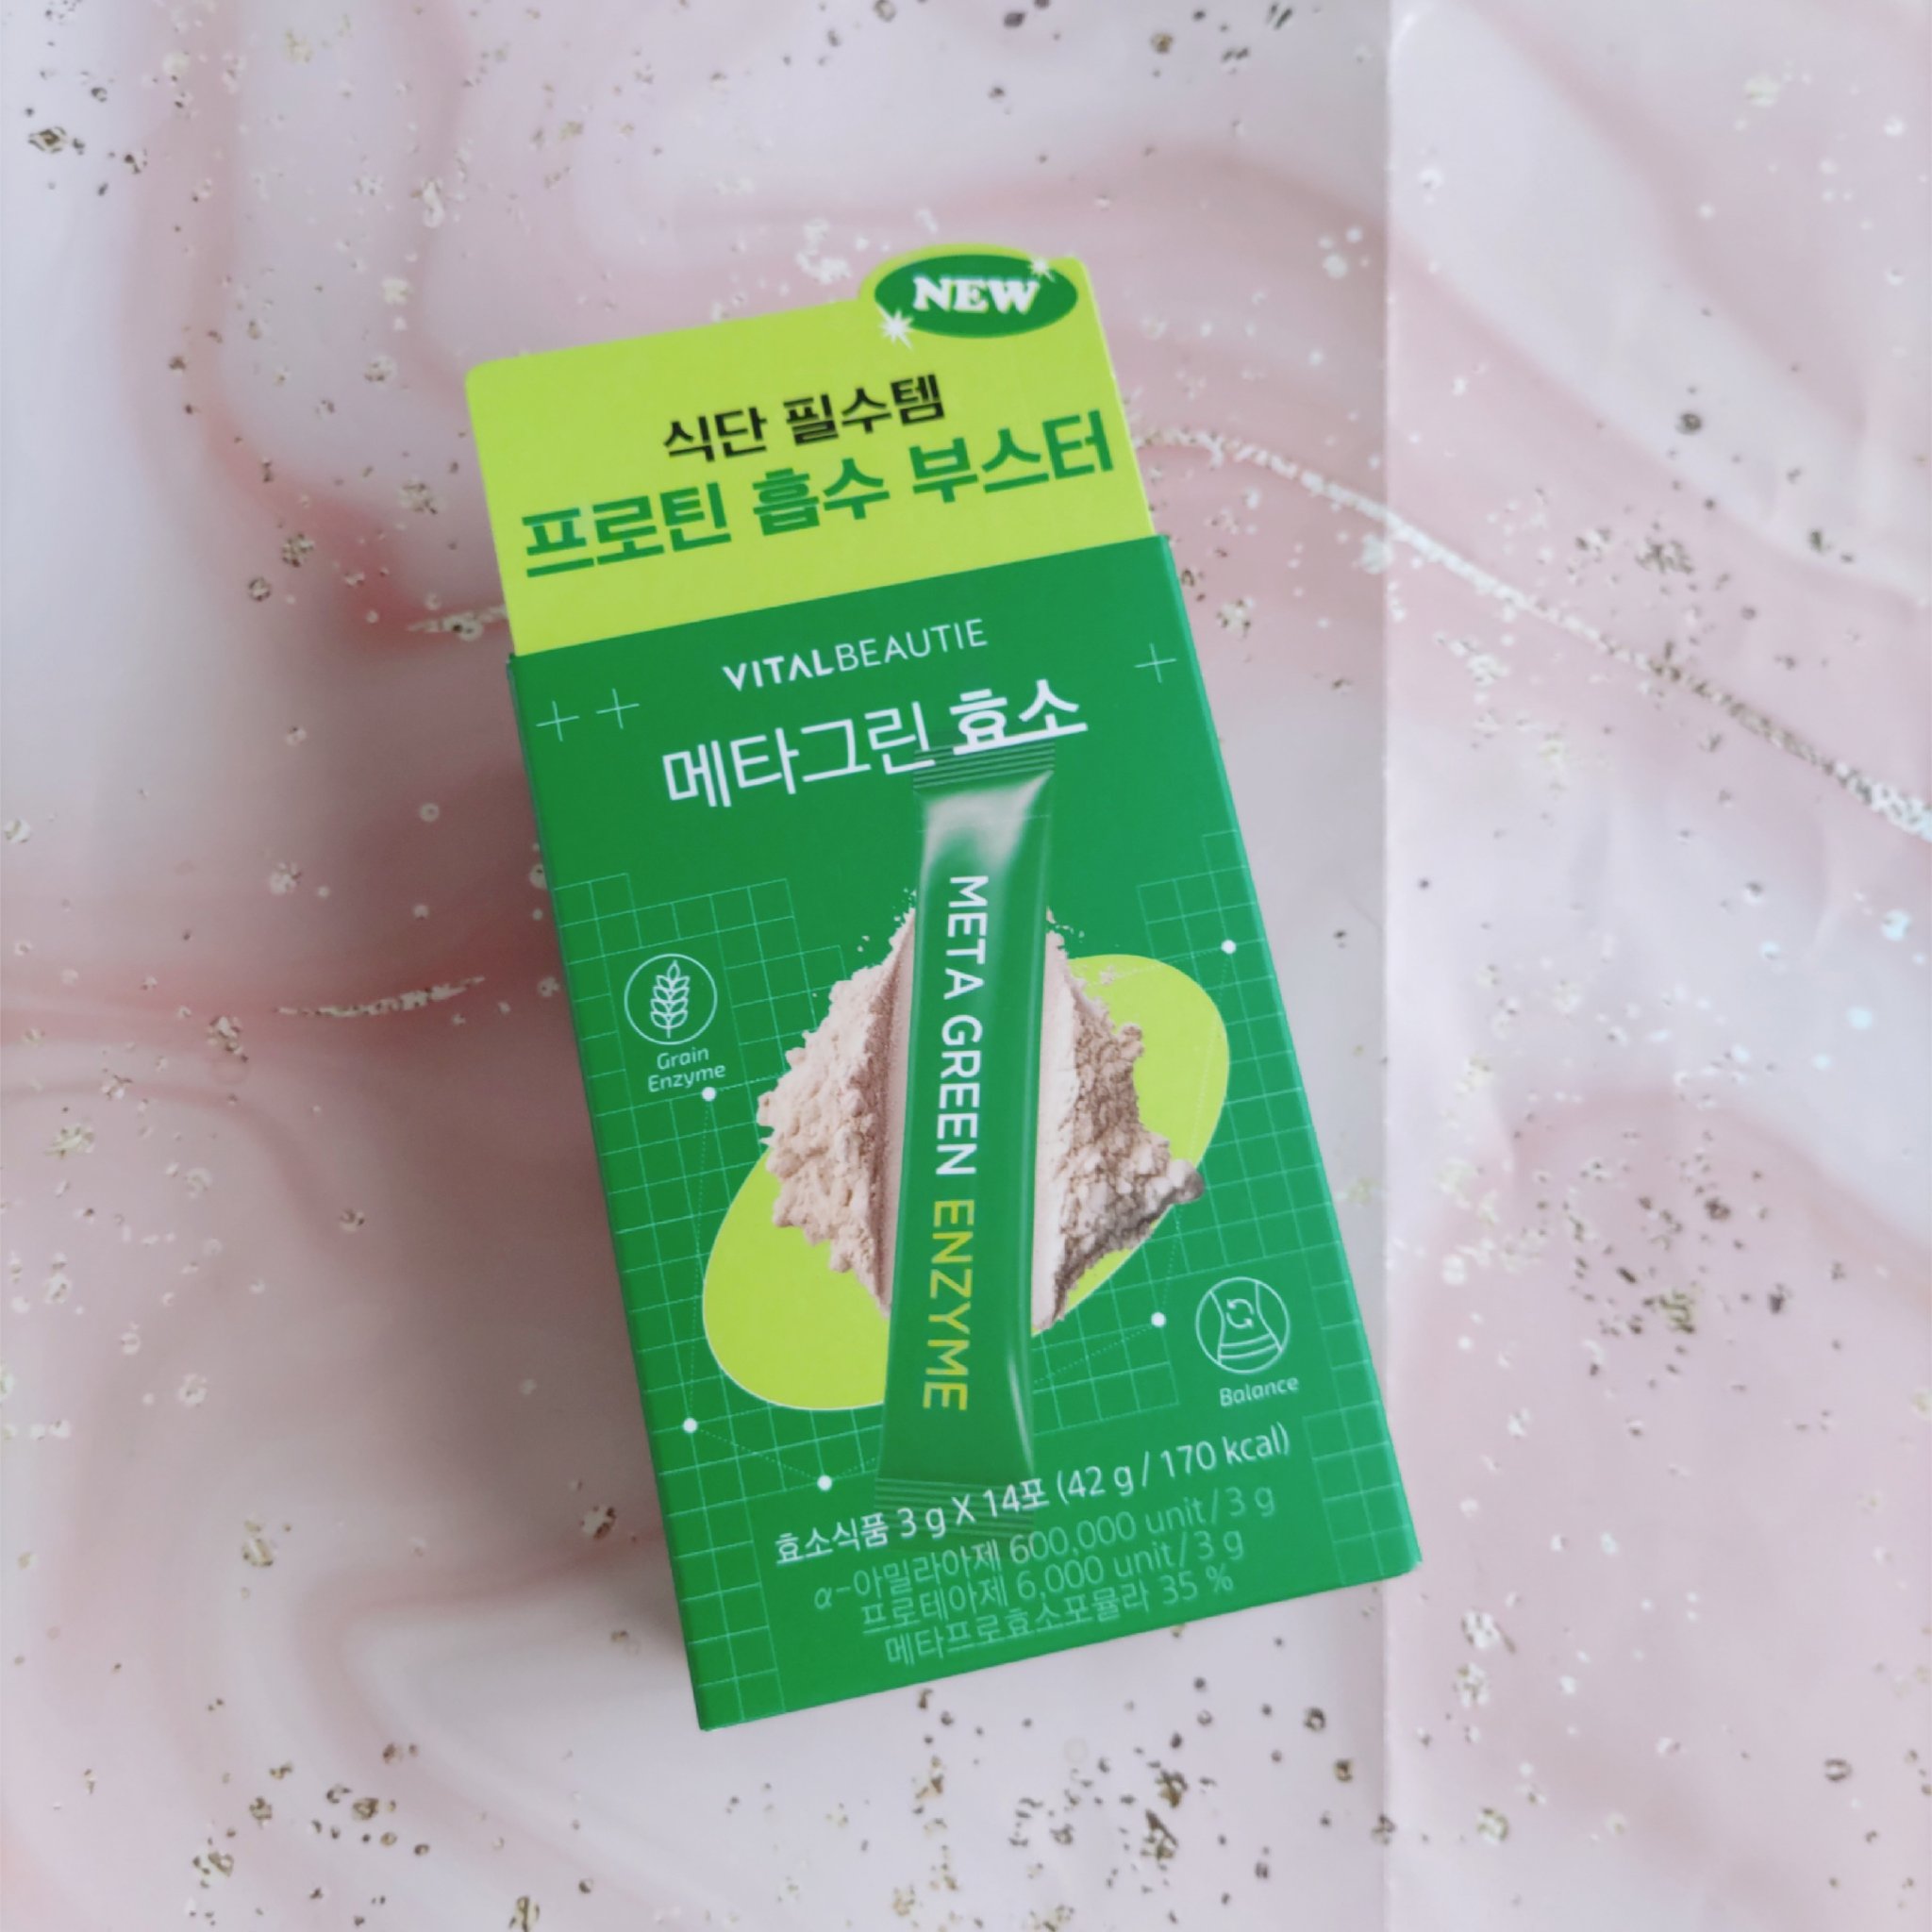 NEW
식단 필수템
프로틴 흡수 부스터
VITALBEAUTIE
메타그린 효소
META GREEN ENZYME
Grain
Enzyme
Balance
효소식품 3 g X 14포 (42 g / 170 kcal)
α-아밀라아제 600,000 unit / 3 g
프로테아제 6,000 unit / 3 g
메타프로효소포뮬라 35 %